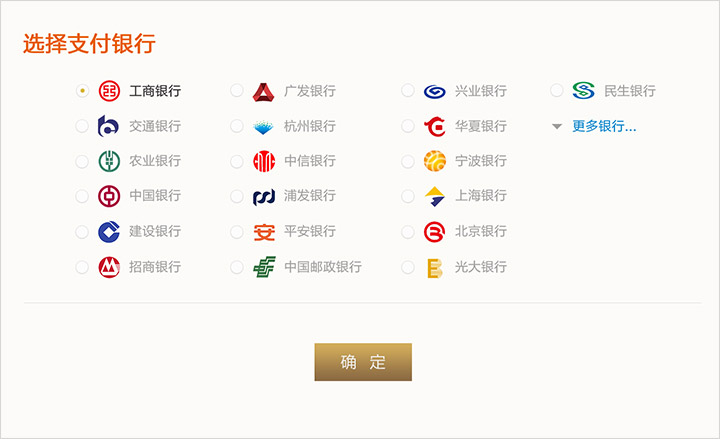 选择支付银行
工商银行 广发银行 兴业银行 民生银行
交通银行 杭州银行 华夏银行 更多银行...
农业银行 中信银行 宁波银行
中国银行 浦发银行 上海银行
建设银行 平安银行 北京银行
招商银行 中国邮政银行 光大银行
确 定